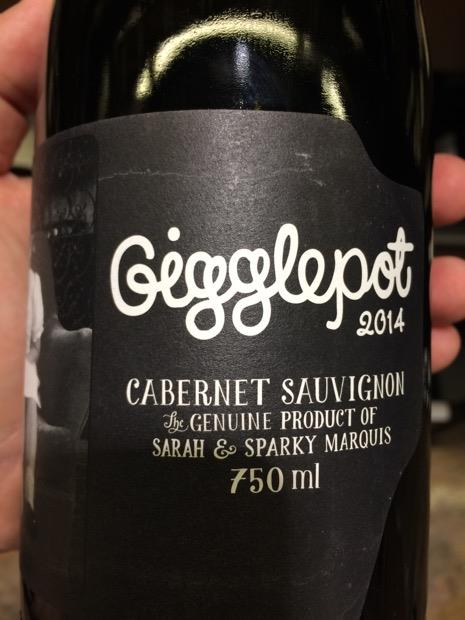 Gigglepot
2014
CABERNET SAUVIGNON
The GENUINE PRODUCT OF
SARAH & SPARKY MARQUIS
750 ml